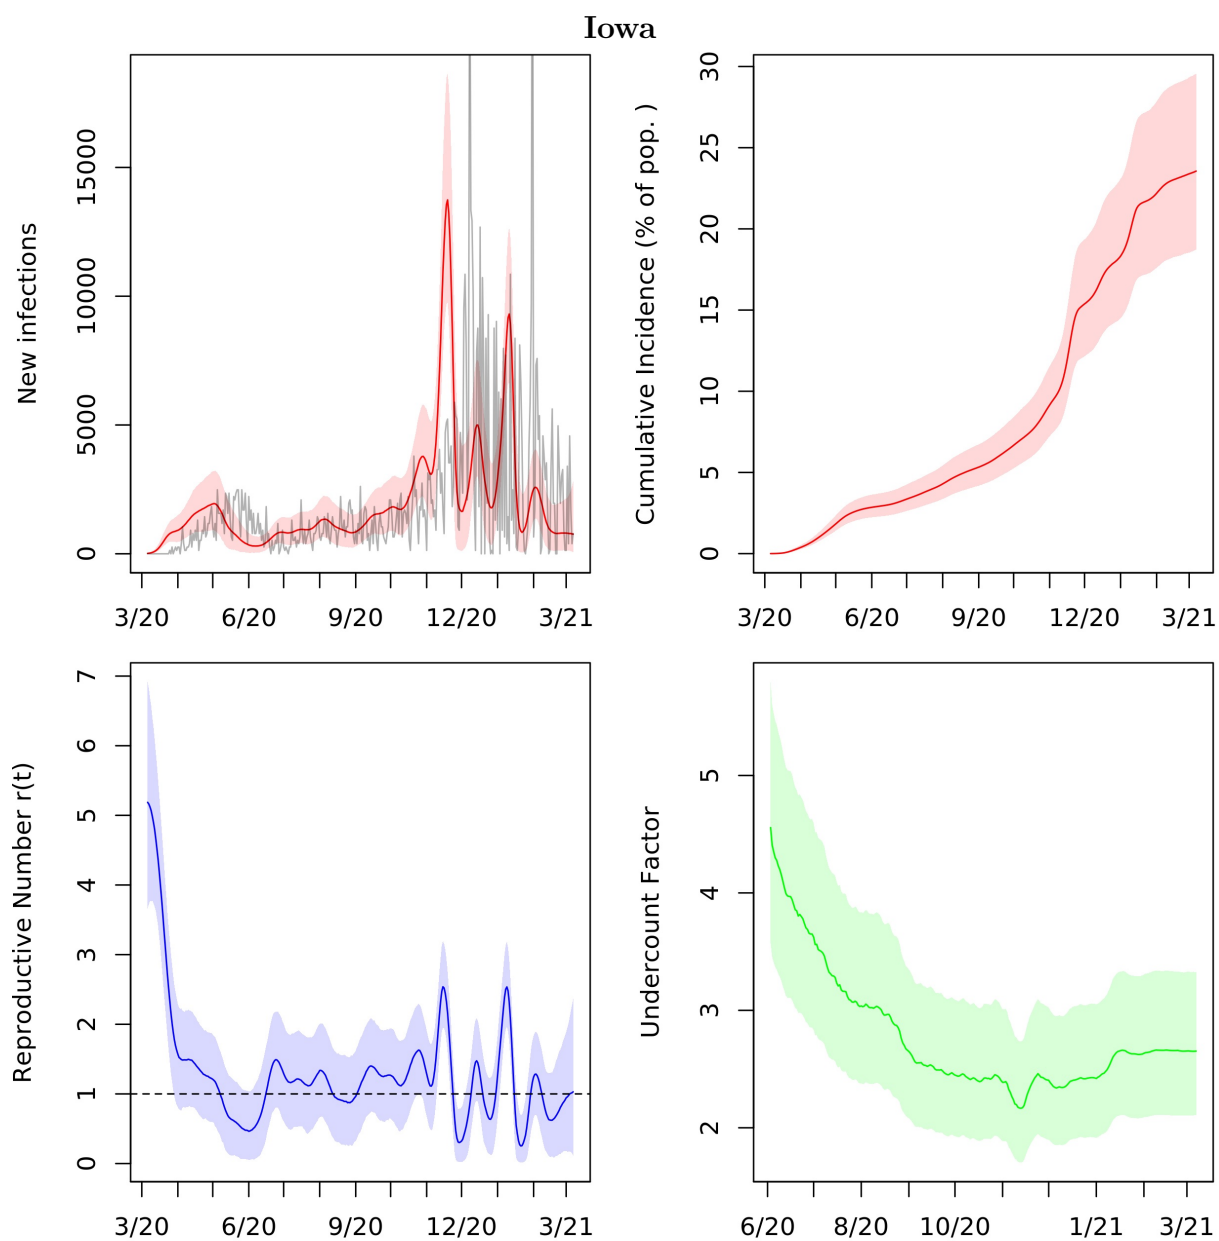 Iowa
New infections
0
5000
10000
15000
3/20 6/20 9/20 12/20 3/21
Cumulative Incidence (% of pop. )
0
5
10
15
20
25
30
3/20 6/20 9/20 12/20 3/21
Reproductive Number r(t)
0
1
2
3
4
5
6
7
3/20 6/20 9/20 12/20 3/21
Undercount Factor
2
3
4
5
6/20 8/20 10/20 1/21 3/21